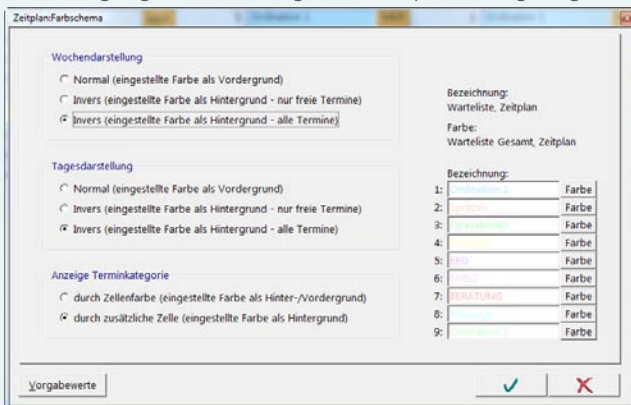 Zeitplan:Farbschema
Wochendarstellung
Normal (eingestellte Farbe als Vordergrund)
Invers (eingestellte Farbe als Hintergrund - nur freie Termine)
Invers (eingestellte Farbe als Hintergrund - alle Termine)
Tagesdarstellung
Normal (eingestellte Farbe als Vordergrund)
Invers (eingestellte Farbe als Hintergrund - nur freie Termine)
Invers (eingestellte Farbe als Hintergrund - alle Termine)
Anzeige Terminkategorie
durch Zellenfarbe (eingestellte Farbe als Hinter-/Vordergrund)
durch zusätzliche Zelle (eingestellte Farbe als Hintergrund)
Vorgabewerte
Bezeichnung:
Warteliste, Zeitplan
Farbe:
Warteliste Gesamt, Zeitplan
Bezeichnung:
1: Ordination 1 Farbe
2: Farbe
3: Operationen Farbe
4: Farbe
5: EEG Farbe
6: Farbe
7: BERATUNG Farbe
8: Farbe
9: Farbe